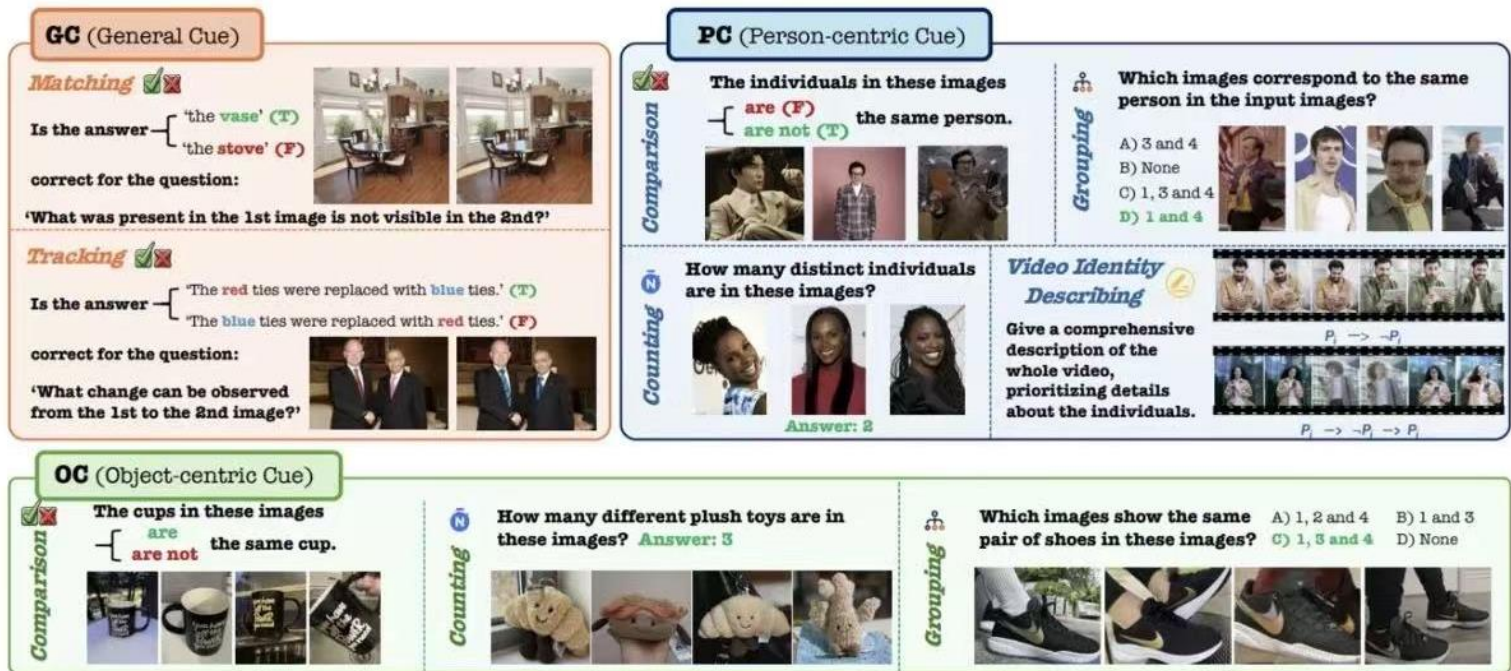 GC (General Cue)
Matching
Is the answer
'the vase' (T)
'the stove' (F)
correct for the question:
'What was present in the 1st image is not visible in the 2nd?'
Tracking
Is the answer
'The red ties were replaced with blue ties.' (T)
'The blue ties were replaced with red ties.' (F)
correct for the question:
'What change can be observed
from the 1st to the 2nd image?'
PC (Person-centric Cue)
Comparison
The individuals in these images
are (F)
are not (T)
the same person.
Grouping
Which images correspond to the same
person in the input images?
A) 3 and 4
B) None
C) 1, 3 and 4
D) 1 and 4
Counting
N
How many distinct individuals
are in these images?
Answer: 2
Video Identity
Describing
Give a comprehensive
description of the
whole video,
prioritizing details
about the individuals.
Pi –> ¬Pi
Pi –> ¬Pi –> Pi
OC (Object-centric Cue)
Comparison
The cups in these images
are
are not
the same cup.
Counting
N
How many different plush toys are in
these images? Answer: 3
Grouping
Which images show the same
pair of shoes in these images?
A) 1, 2 and 4 B) 1 and 3
C) 1, 3 and 4 D) None